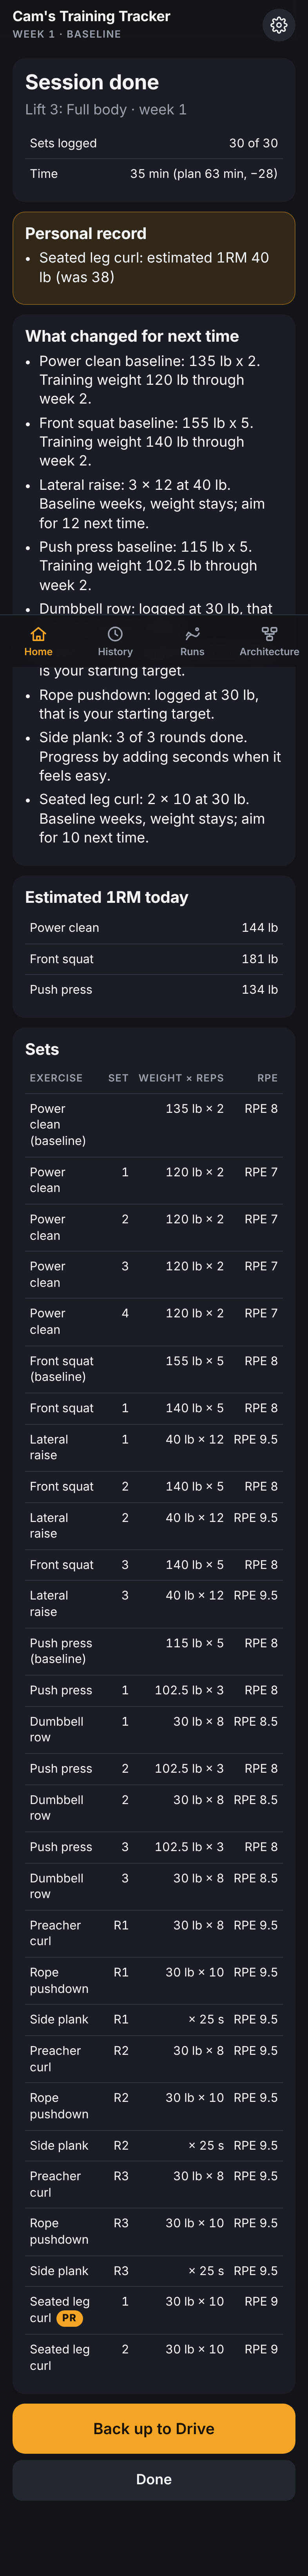 Cam's Training Tracker
WEEK 1 · BASELINE
Session done
Lift 3: Full body · week 1
Sets logged 30 of 30
Time 35 min (plan 63 min, −28)
Personal record
• Seated leg curl: estimated 1RM 40
lb (was 38)
What changed for next time
• Power clean baseline: 135 lb x 2.
Training weight 120 lb through
week 2.
• Front squat baseline: 155 lb x 5.
Training weight 140 lb through
week 2.
• Lateral raise: 3 × 12 at 40 lb.
Baseline weeks, weight stays; aim
for 12 next time.
• Push press baseline: 115 lb x 5.
Training weight 102.5 lb through
week 2.
• Dumbbell row: logged at 30 lb, that
Home History Runs Architecture
is your starting target.
• Rope pushdown: logged at 30 lb,
that is your starting target.
• Side plank: 3 of 3 rounds done.
Progress by adding seconds when it
feels easy.
• Seated leg curl: 2 × 10 at 30 lb.
Baseline weeks, weight stays; aim
for 10 next time.
Estimated 1RM today
Power clean 144 lb
Front squat 181 lb
Push press 134 lb
Sets
EXERCISE SET WEIGHT × REPS RPE
Power
clean
(baseline) 135 lb × 2 RPE 8
Power
clean 1 120 lb × 2 RPE 7
Power
clean 2 120 lb × 2 RPE 7
Power
clean 3 120 lb × 2 RPE 7
Power
clean 4 120 lb × 2 RPE 7
Front squat
(baseline) 155 lb × 5 RPE 8
Front squat 1 140 lb × 5 RPE 8
Lateral
raise 1 40 lb × 12 RPE 9.5
Front squat 2 140 lb × 5 RPE 8
Lateral
raise 2 40 lb × 12 RPE 9.5
Front squat 3 140 lb × 5 RPE 8
Lateral
raise 3 40 lb × 12 RPE 9.5
Push press
(baseline) 115 lb × 5 RPE 8
Push press 1 102.5 lb × 3 RPE 8
Dumbbell
row 1 30 lb × 8 RPE 8.5
Push press 2 102.5 lb × 3 RPE 8
Dumbbell
row 2 30 lb × 8 RPE 8.5
Push press 3 102.5 lb × 3 RPE 8
Dumbbell
row 3 30 lb × 8 RPE 8.5
Preacher
curl R1 30 lb × 8 RPE 9.5
Rope
pushdown R1 30 lb × 10 RPE 9.5
Side plank R1 × 25 s RPE 9.5
Preacher
curl R2 30 lb × 8 RPE 9.5
Rope
pushdown R2 30 lb × 10 RPE 9.5
Side plank R2 × 25 s RPE 9.5
Preacher
curl R3 30 lb × 8 RPE 9.5
Rope
pushdown R3 30 lb × 10 RPE 9.5
Side plank R3 × 25 s RPE 9.5
Seated leg
curl PR 1 30 lb × 10 RPE 9
Seated leg
curl 2 30 lb × 10 RPE 9
Back up to Drive
Done